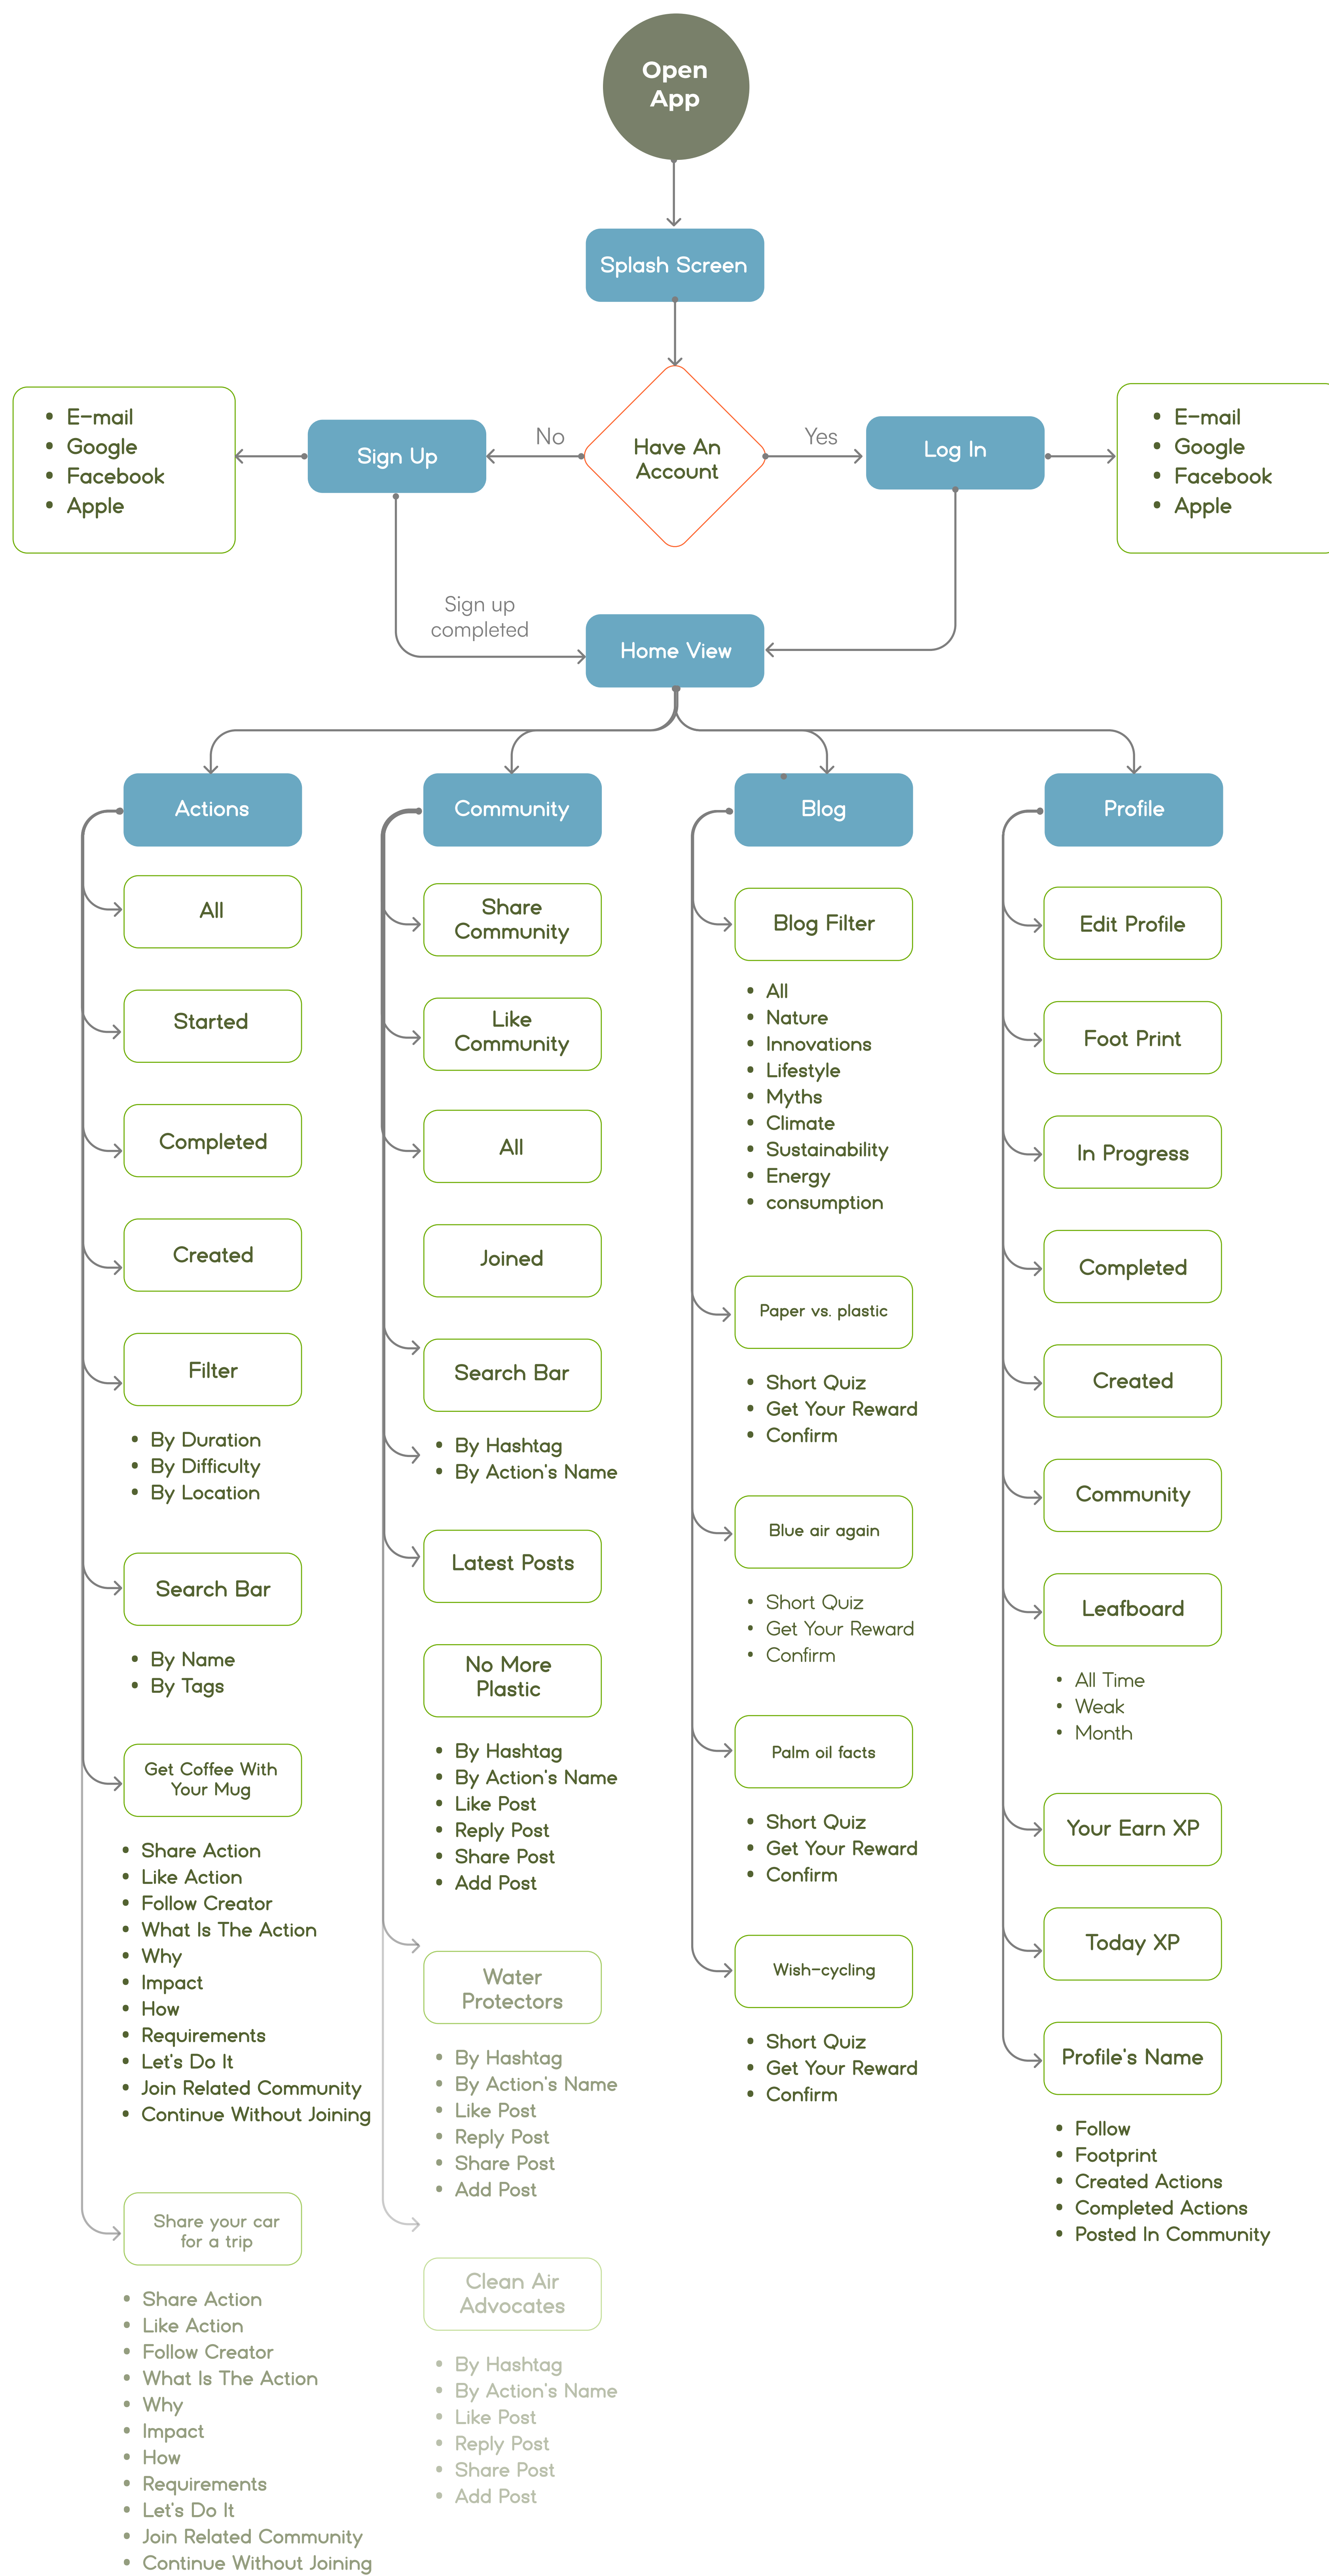 Open
App
Splash Screen
Have An
Account
No
Yes
Sign Up
Log In
• E-mail
• Google
• Facebook
• Apple
• E-mail
• Google
• Facebook
• Apple
Sign up
completed
Home View
Actions
All
Started
Completed
Created
Filter
• By Duration
• By Difficulty
• By Location
Search Bar
• By Name
• By Tags
Get Coffee With
Your Mug
• Share Action
• Like Action
• Follow Creator
• What Is The Action
• Why
• Impact
• How
• Requirements
• Let's Do It
• Join Related Community
• Continue Without Joining
Share your car
for a trip
• Share Action
• Like Action
• Follow Creator
• What Is The Action
• Why
• Impact
• How
• Requirements
• Let's Do It
• Join Related Community
• Continue Without Joining
Community
Share
Community
Like
Community
All
Joined
Search Bar
• By Hashtag
• By Action's Name
Latest Posts
No More
Plastic
• By Hashtag
• By Action's Name
• Like Post
• Reply Post
• Share Post
• Add Post
Water
Protectors
• By Hashtag
• By Action's Name
• Like Post
• Reply Post
• Share Post
• Add Post
Clean Air
Advocates
• By Hashtag
• By Action's Name
• Like Post
• Reply Post
• Share Post
• Add Post
Blog
Blog Filter
• All
• Nature
• Innovations
• Lifestyle
• Myths
• Climate
• Sustainability
• Energy
• consumption
Paper vs. plastic
• Short Quiz
• Get Your Reward
• Confirm
Blue air again
• Short Quiz
• Get Your Reward
• Confirm
Palm oil facts
• Short Quiz
• Get Your Reward
• Confirm
Wish-cycling
• Short Quiz
• Get Your Reward
• Confirm
Profile
Edit Profile
Foot Print
In Progress
Completed
Created
Community
Leafboard
• All Time
• Weak
• Month
Your Earn XP
Today XP
Profile's Name
• Follow
• Footprint
• Created Actions
• Completed Actions
• Posted In Community